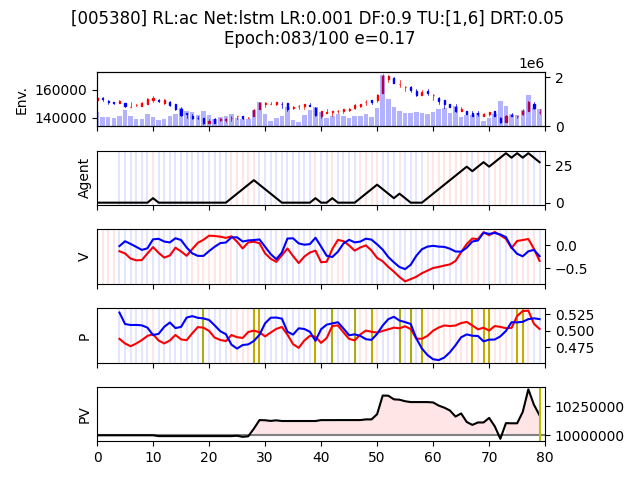 [005380] RL:ac Net:lstm LR:0.001 DF:0.9 TU:[1,6] DRT:0.05
Epoch:083/100 e=0.17
1e6
Env.
160000
140000
2
0
Agent
25
0
V
0.0
−0.5
P
0.525
0.500
0.475
PV
10250000
10000000
0 10 20 30 40 50 60 70 80